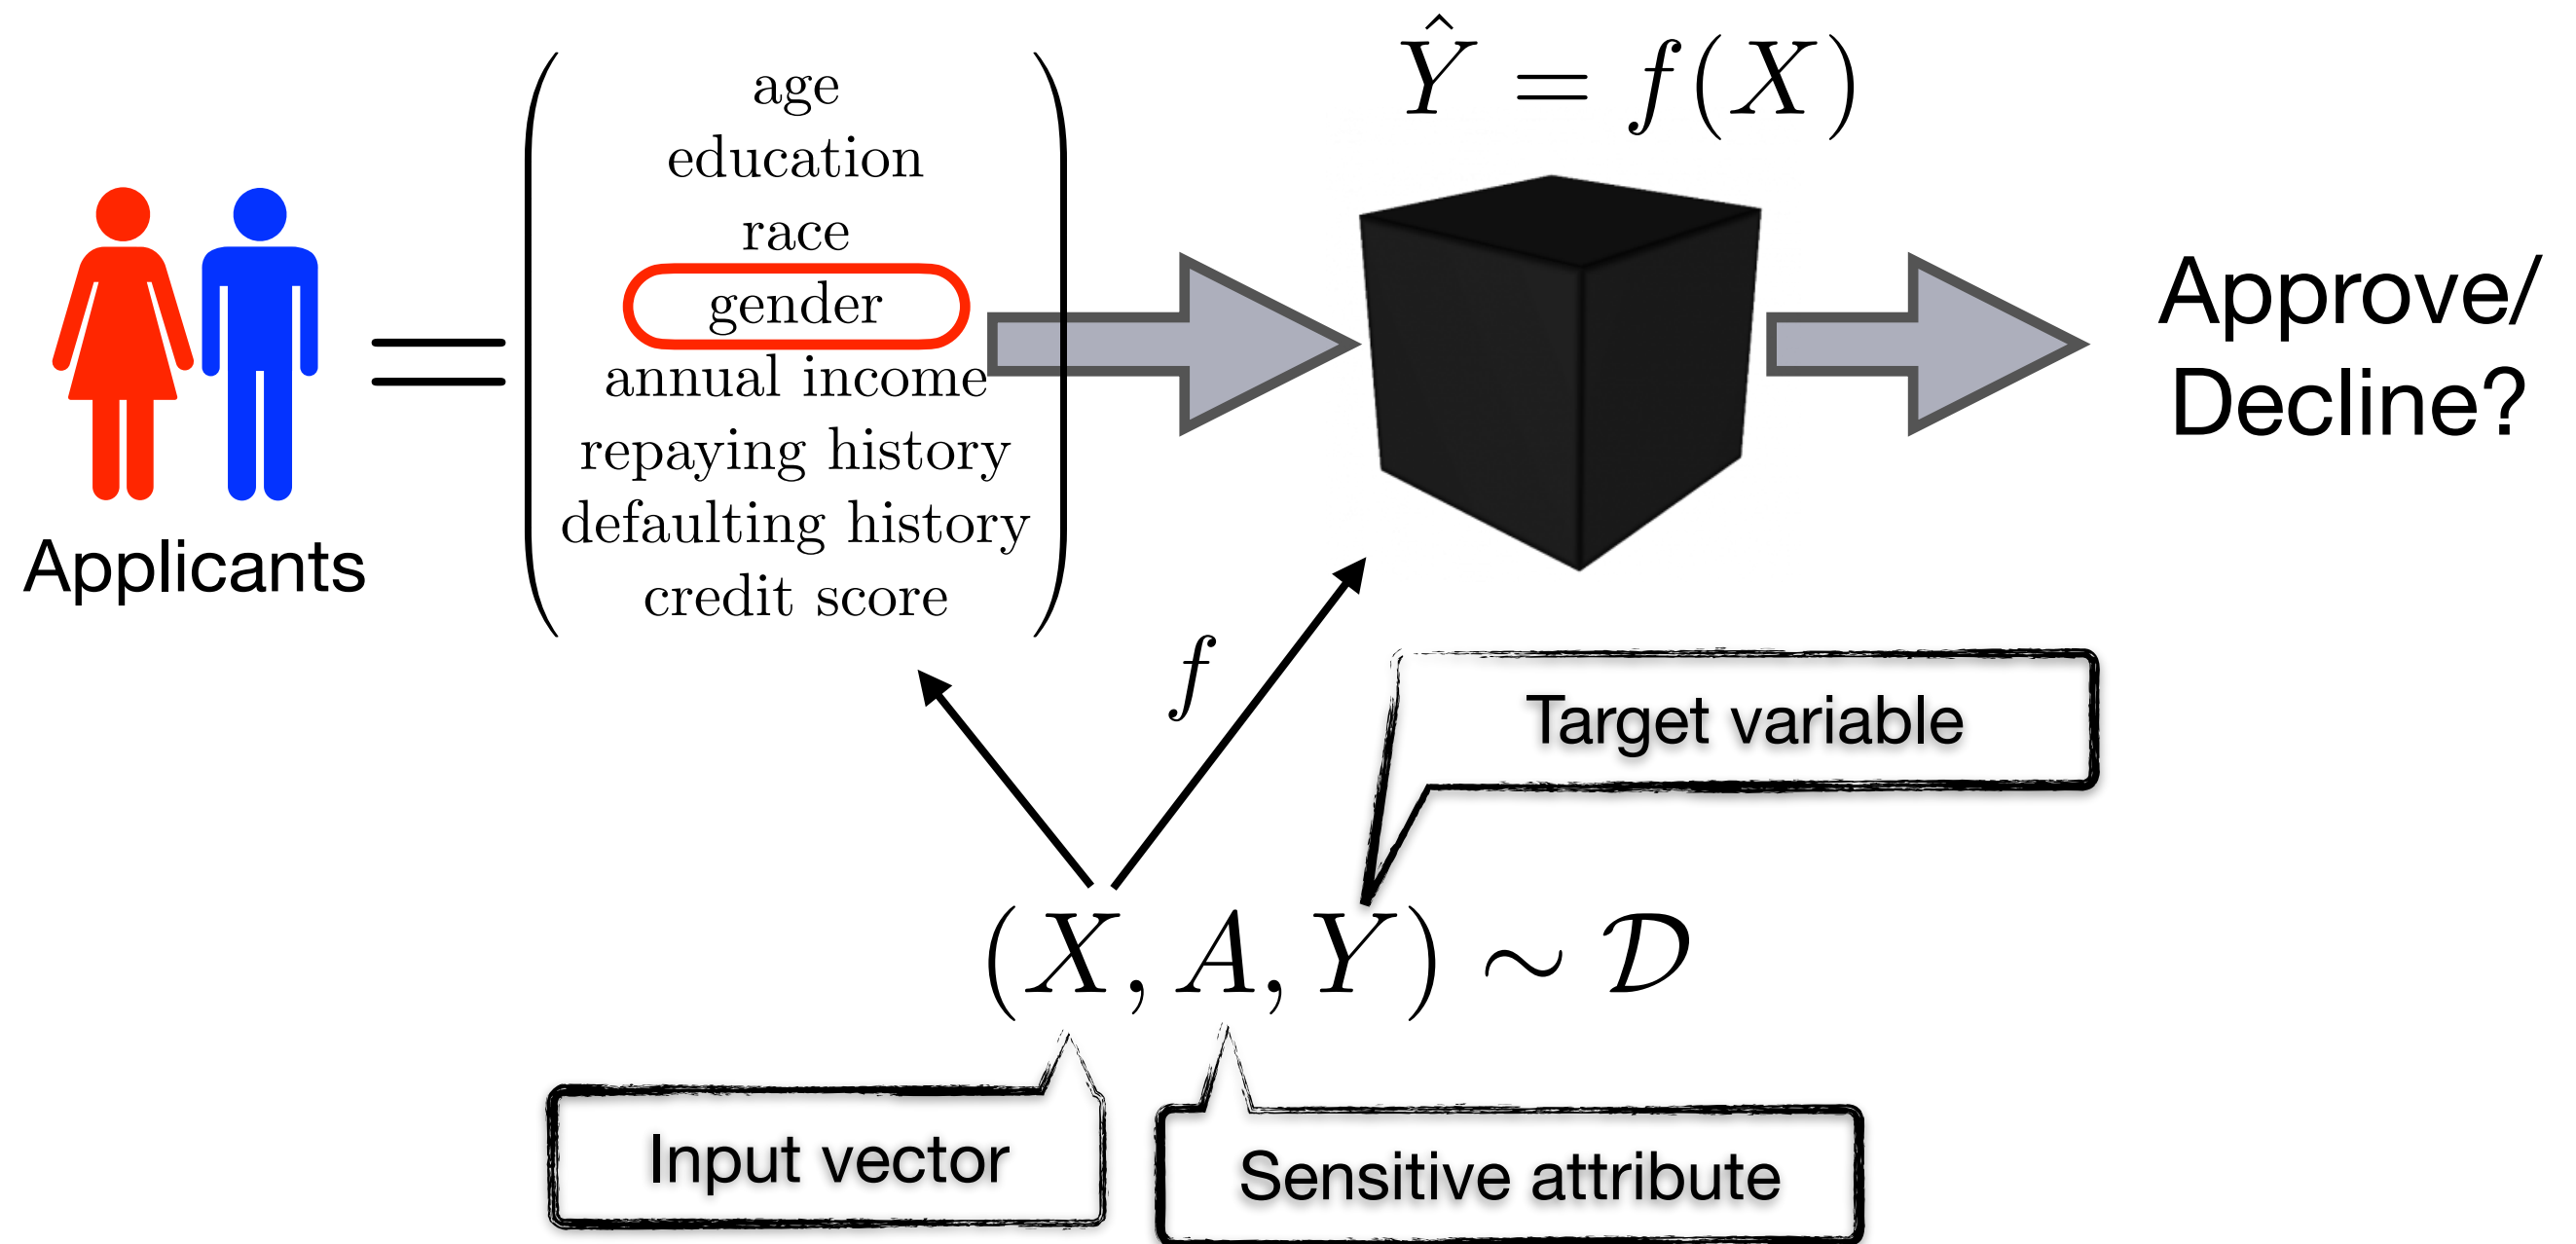 Applicants
=
age
education
race
gender
annual income
repaying history
defaulting history
credit score
Ŷ = f(X)
Approve/
Decline?
f
Target variable
(X, A, Y) ∼ 𝒟
Input vector
Sensitive attribute